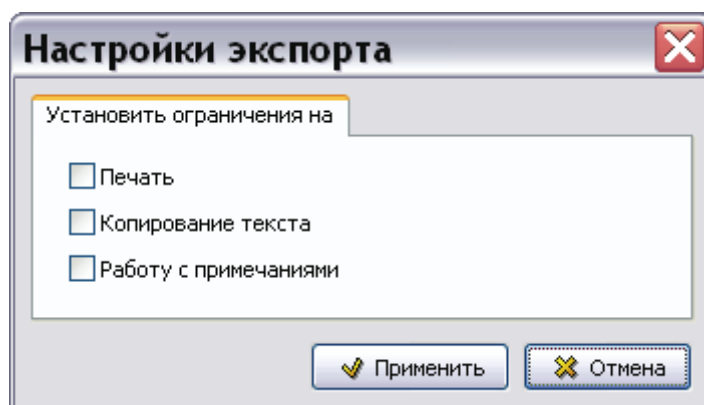 Настройки экспорта
Установить ограничения на
Печать
Копирование текста
Работу с примечаниями
Применить Отмена